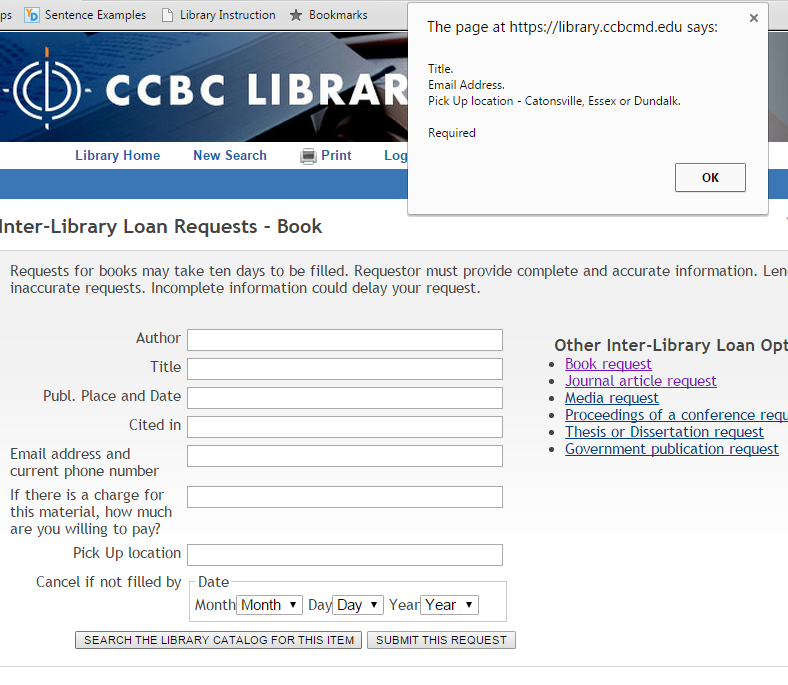 ps Sentence Examples Library Instruction Bookmarks
The page at https://library.ccbcmd.edu says:
Title.
Email Address.
Pick Up location - Catonsville, Essex or Dundalk.
Required
OK
CCBC LIBRAR
Library Home New Search Print Log
Inter-Library Loan Requests - Book
Requests for books may take ten days to be filled. Requestor must provide complete and accurate information. Len
inaccurate requests. Incomplete information could delay your request.
Author
Title
Publ. Place and Date
Cited in
Email address and
current phone number
If there is a charge for
this material, how much
are you willing to pay?
Pick Up location
Cancel if not filled by Date
Month Month Day Day Year Year
SEARCH THE LIBRARY CATALOG FOR THIS ITEM SUBMIT THIS REQUEST
Other Inter-Library Loan Opt
Book request
Journal article request
Media request
Proceedings of a conference requ
Thesis or Dissertation request
Government publication request